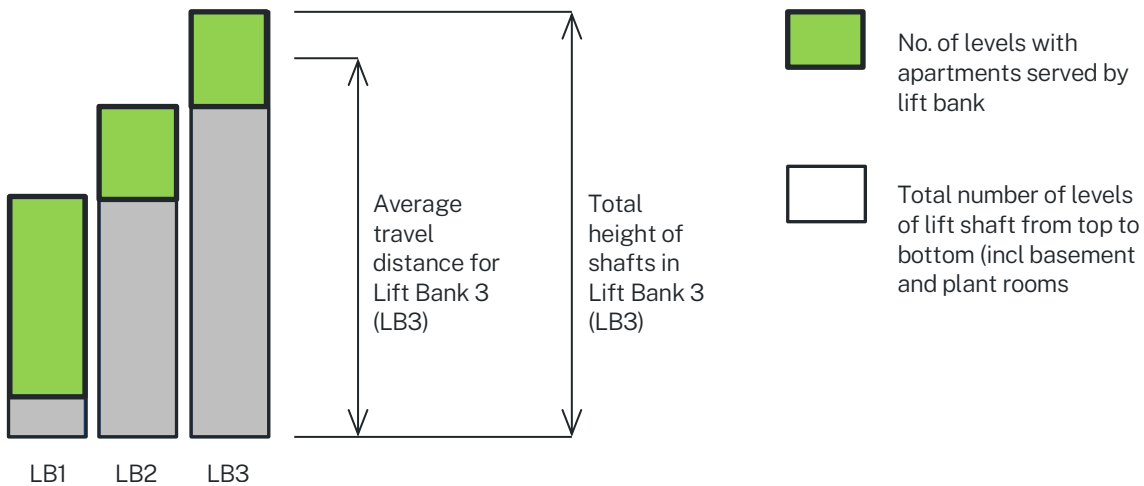 Average
travel
distance for
Lift Bank 3
(LB3)
Total
height of
shafts in
Lift Bank 3
(LB3)
No. of levels with
apartments served by
lift bank
Total number of levels
of lift shaft from top to
bottom (incl basement
and plant rooms
LB1
LB2
LB3